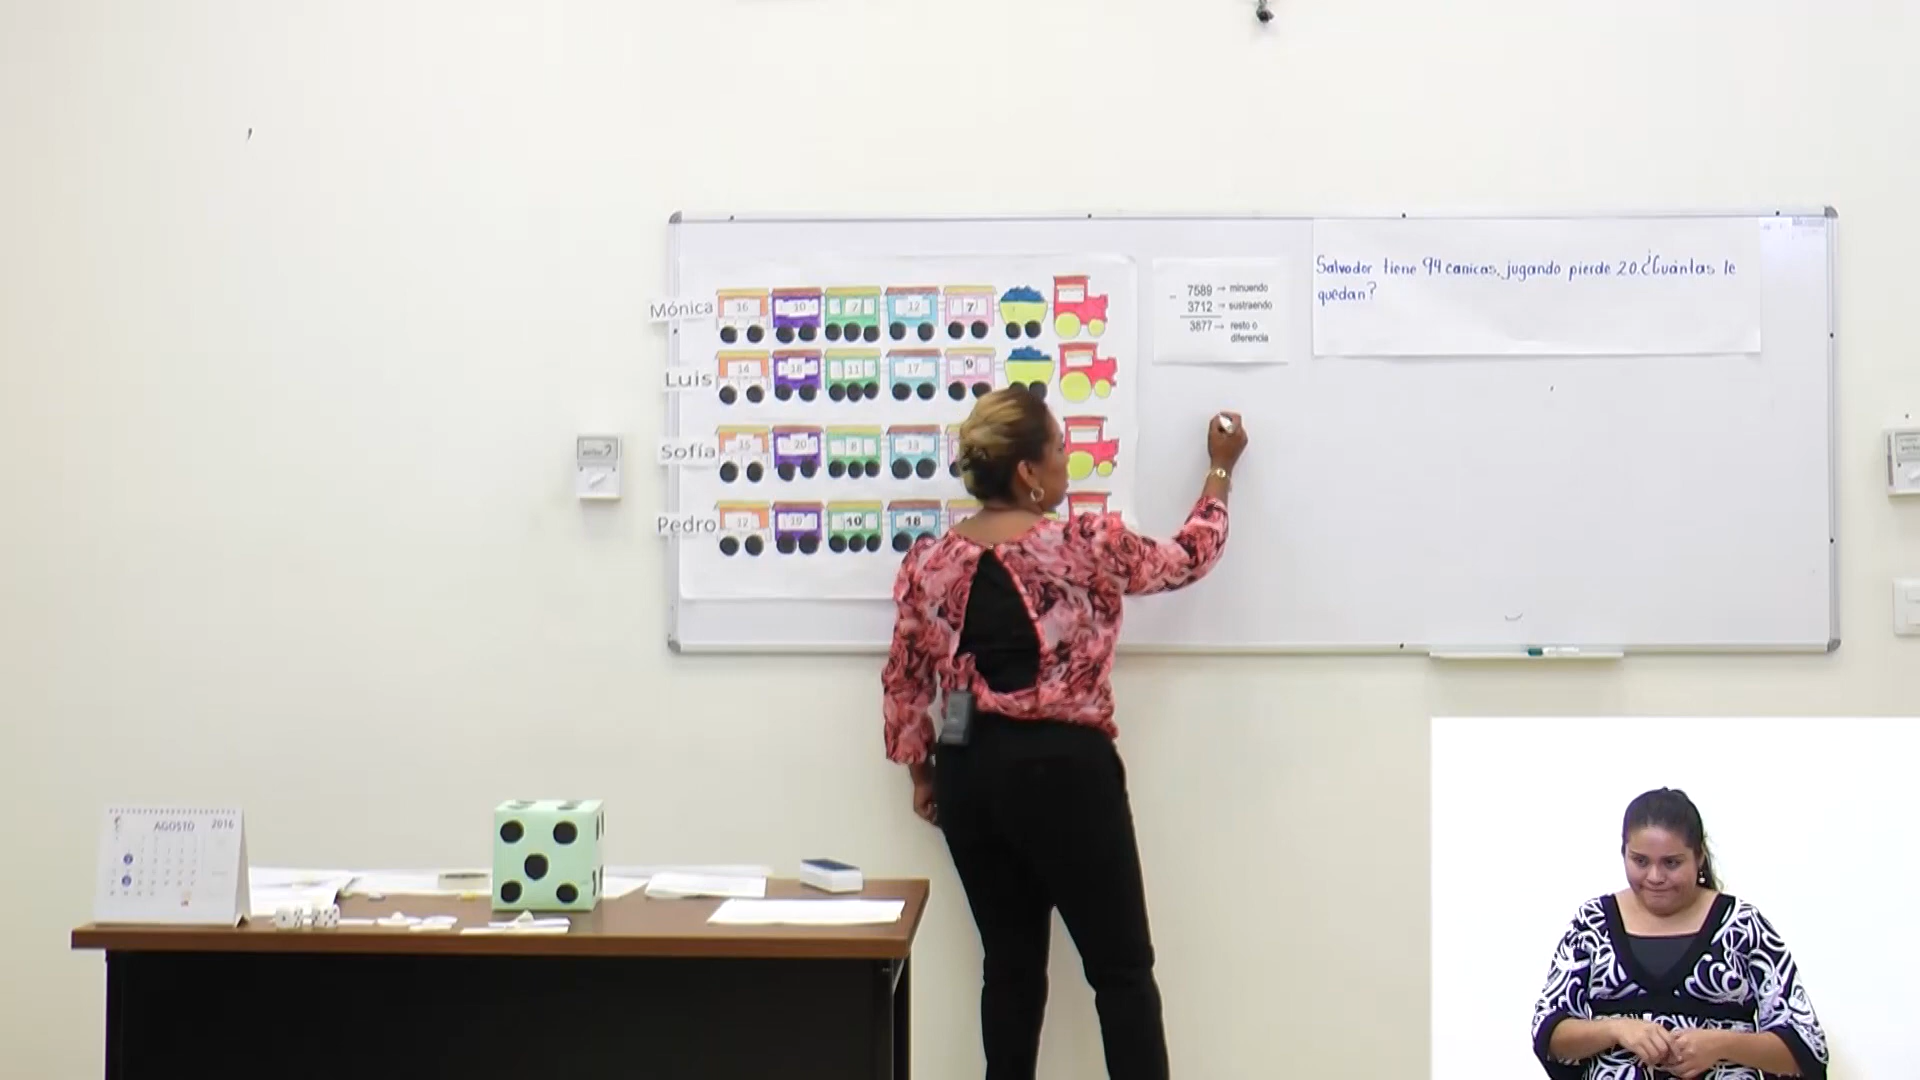 Salvador tiene 94 canicas, jugando pierde 20.¿Cuántas le
quedan?
- 7589 → minuendo
3712 → sustraendo
3877 → resto o
diferencia
Mónica 16 10 7 12 7
Luis 14 18 11 17 9
Sofía 15 20 8 13
Pedro 12 19 10 18
AGOSTO 2016